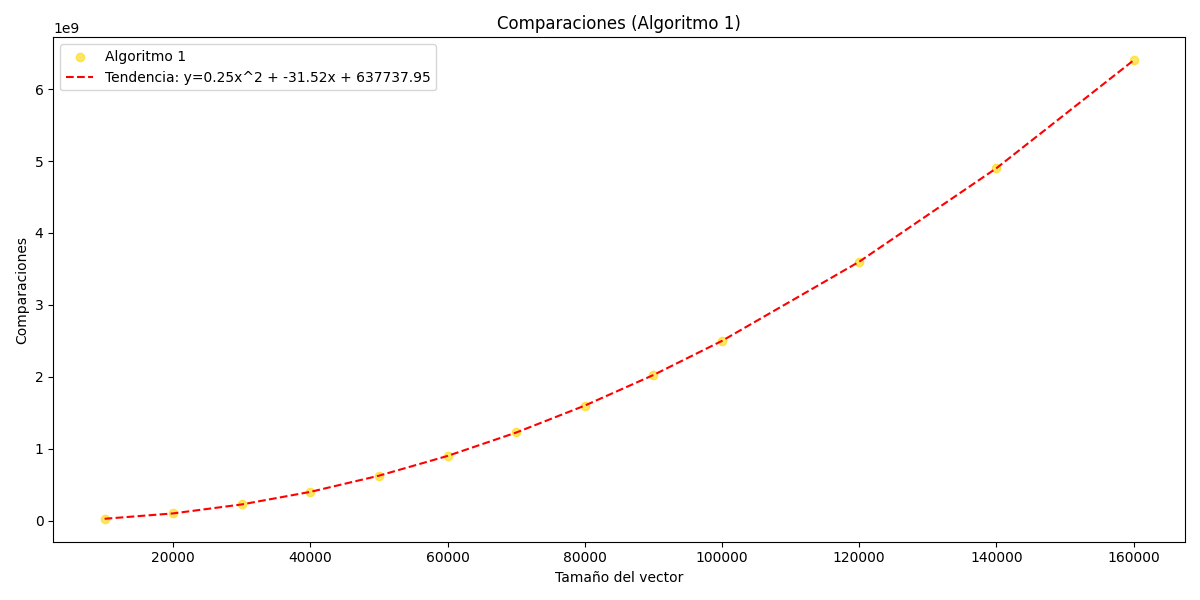 Comparaciones (Algoritmo 1)
1e9
Algoritmo 1
Tendencia: y=0.25x^2 + -31.52x + 637737.95
6
5
4
3
2
1
0
Comparaciones
20000 40000 60000 80000 100000 120000 140000 160000
Tamaño del vector